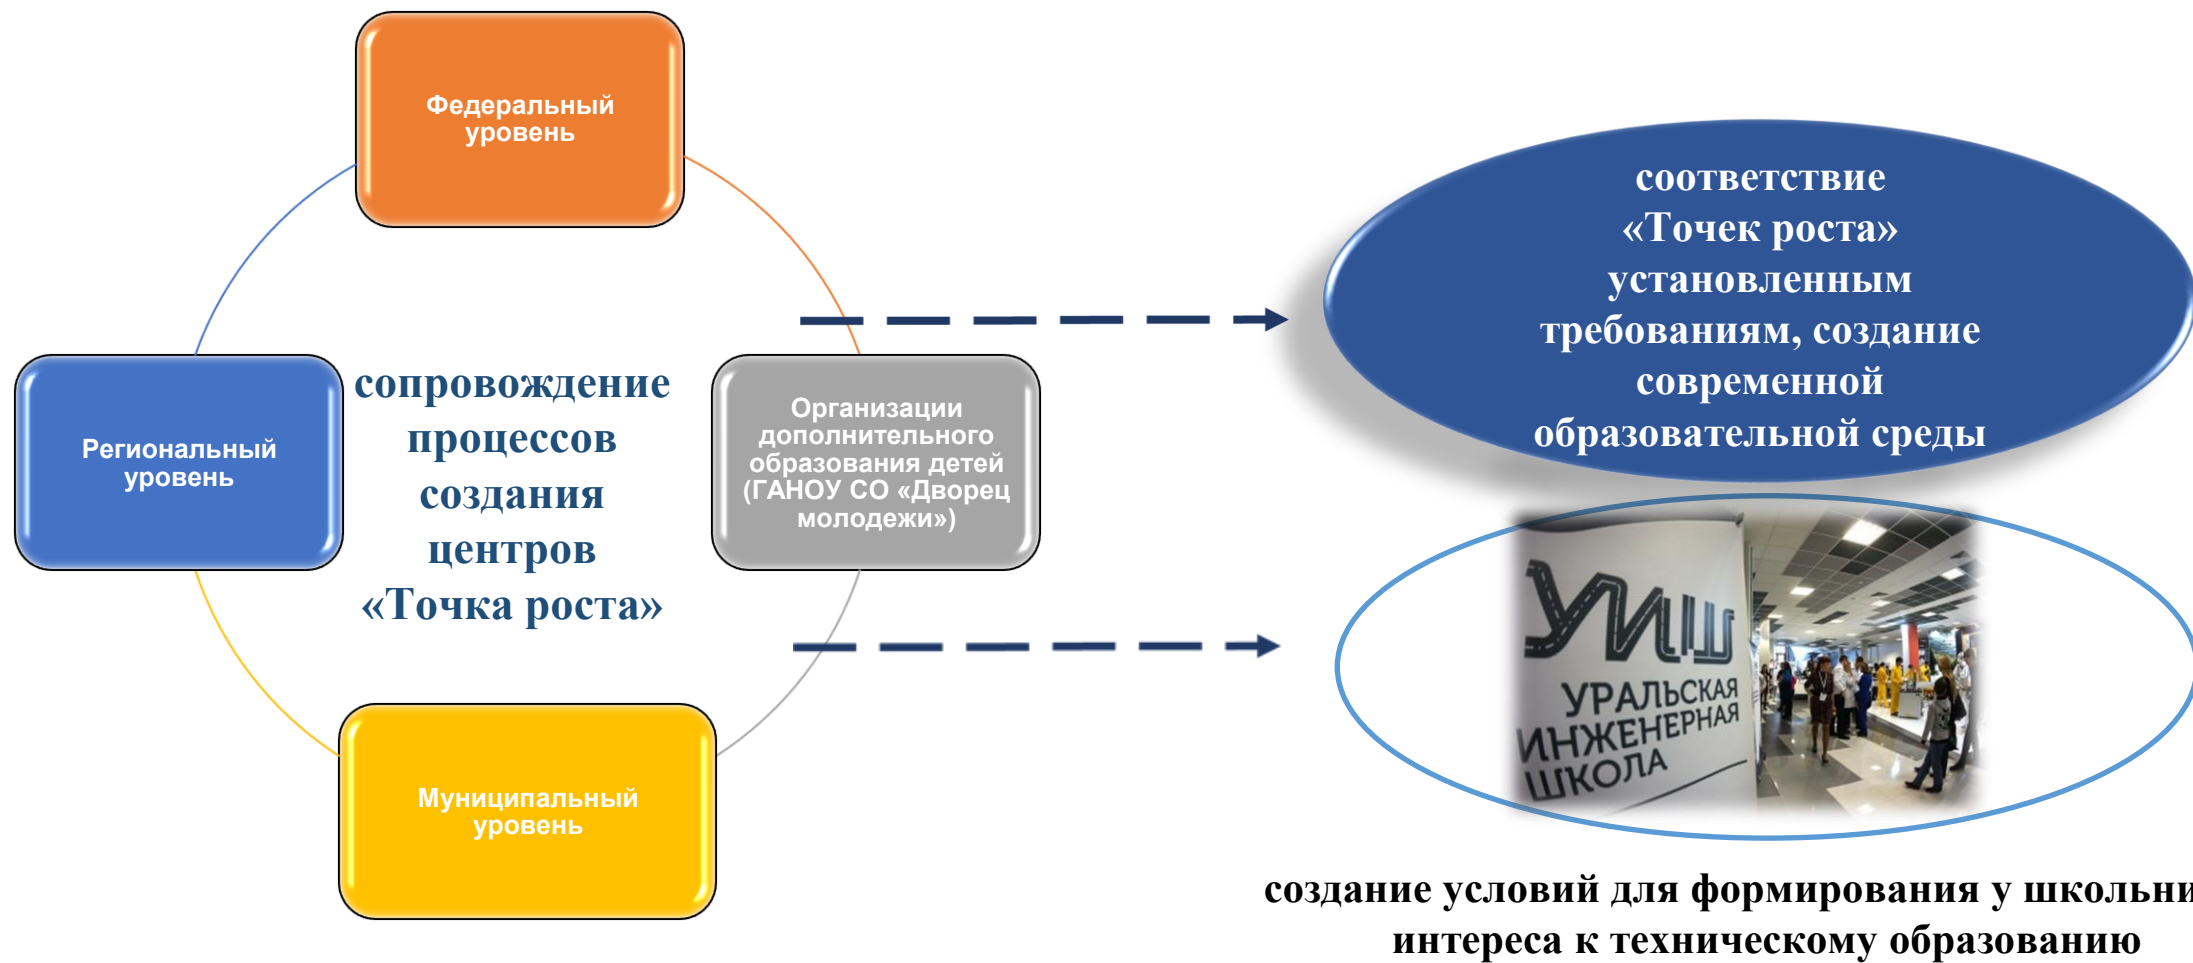 Федеральный
уровень
Региональный
уровень
сопровождение
процессов
создания
центров
«Точка роста»
Организации
дополнительного
образования детей
(ГАНОУ СО «Дворец
молодежи»)
Муниципальный
уровень
соответствие
«Точек роста»
установленным
требованиям, создание
современной
образовательной среды
УИШ
УРАЛЬСКАЯ
ИНЖЕНЕРНАЯ
ШКОЛА
создание условий для формирования у
интереса к техническому образованию